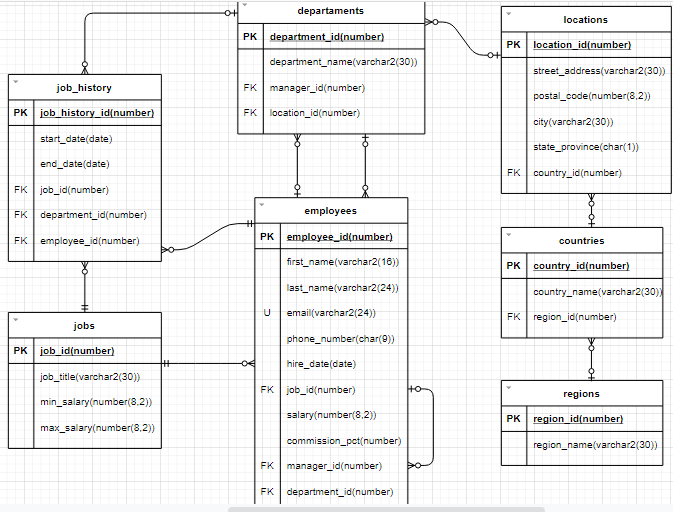 departaments
PK department_id(number)
department_name(varchar2(30))
FK manager_id(number)
FK location_id(number)
locations
PK location_id(number)
street_address(varchar2(30))
postal_code(number(8,2))
city(varchar2(30))
state_province(char(1))
FK country_id(number)
job_history
PK job_history_id(number)
start_date(date)
end_date(date)
FK job_id(number)
FK department_id(number)
FK employee_id(number)
employees
PK employee_id(number)
first_name(varchar2(16))
last_name(varchar2(24))
U email(varchar2(24))
phone_number(char(9))
hire_date(date)
FK job_id(number)
salary(number(8,2))
commission_pct(number)
FK manager_id(number)
FK department_id(number)
countries
PK country_id(number)
country_name(varchar2(30))
FK region_id(number)
jobs
PK job_id(number)
job_title(varchar2(30))
min_salary(number(8,2))
max_salary(number(8,2))
regions
PK region_id(number)
region_name(varchar2(30))